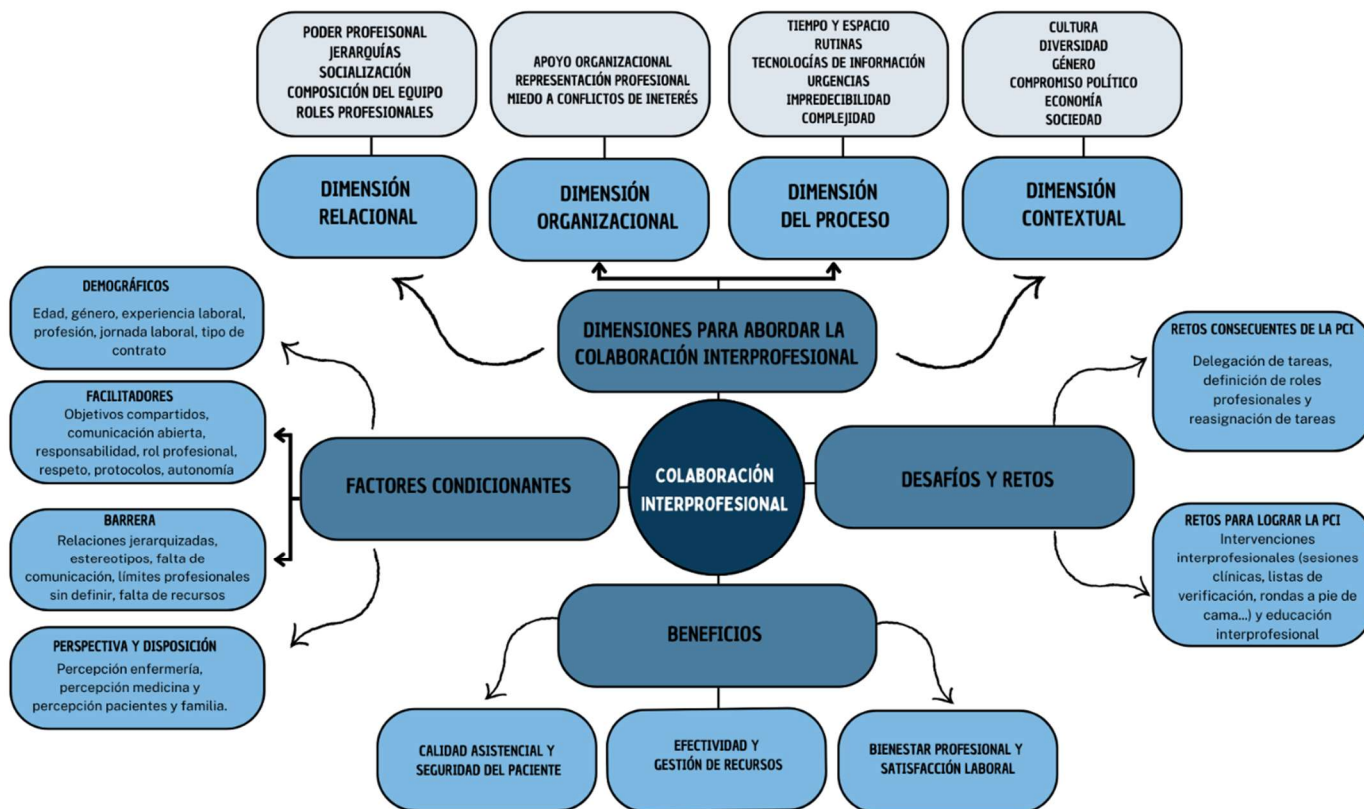 PODER PROFEISONAL
JERARQUÍAS
SOCIALIZACIÓN
COMPOSICIÓN DEL EQUIPO
ROLES PROFESIONALES
APOYO ORGANIZACIONAL
REPRESENTACIÓN PROFESIONAL
MIEDO A CONFLICTOS DE INETERÉS
TIEMPO Y ESPACIO
RUTINAS
TECNOLOGÍAS DE INFORMACIÓN
URGENCIAS
IMPREDECIBILIDAD
COMPLEJIDAD
CULTURA
DIVERSIDAD
GÉNERO
COMPROMISO POLÍTICO
ECONOMÍA
SOCIEDAD
DIMENSIÓN
RELACIONAL
DIMENSIÓN
ORGANIZACIONAL
DIMENSIÓN
DEL PROCESO
DIMENSIÓN
CONTEXTUAL
DIMENSIONES PARA ABORDAR LA
COLABORACIÓN INTERPROFESIONAL
DEMOGRÁFICOS
Edad, género, experiencia laboral,
profesión, jornada laboral, tipo de
contrato
FACILITADORES
Objetivos compartidos,
comunicación abierta,
responsabilidad, rol profesional,
respeto, protocolos, autonomía
BARRERA
Relaciones jerarquizadas,
estereotipos, falta de
comunicación, límites profesionales
sin definir, falta de recursos
PERSPECTIVA Y DISPOSICIÓN
Percepción enfermería,
percepción medicina y
percepción pacientes y familia.
FACTORES CONDICIONANTES
COLABORACIÓN
INTERPROFESIONAL
DESAFÍOS Y RETOS
RETOS CONSECUENTES DE LA PCI
Delegación de tareas,
definición de roles
profesionales y
reasignación de tareas
RETOS PARA LOGRAR LA PCI
Intervenciones
interprofesionales (sesiones
clínicas, listas de
verificación, rondas a pie de
cama...) y educación
interprofesional
BENEFICIOS
CALIDAD ASISTENCIAL Y
SEGURIDAD DEL PACIENTE
EFECTIVIDAD Y
GESTIÓN DE RECURSOS
BIENESTAR PROFESIONAL Y
SATISFACCIÓN LABORAL